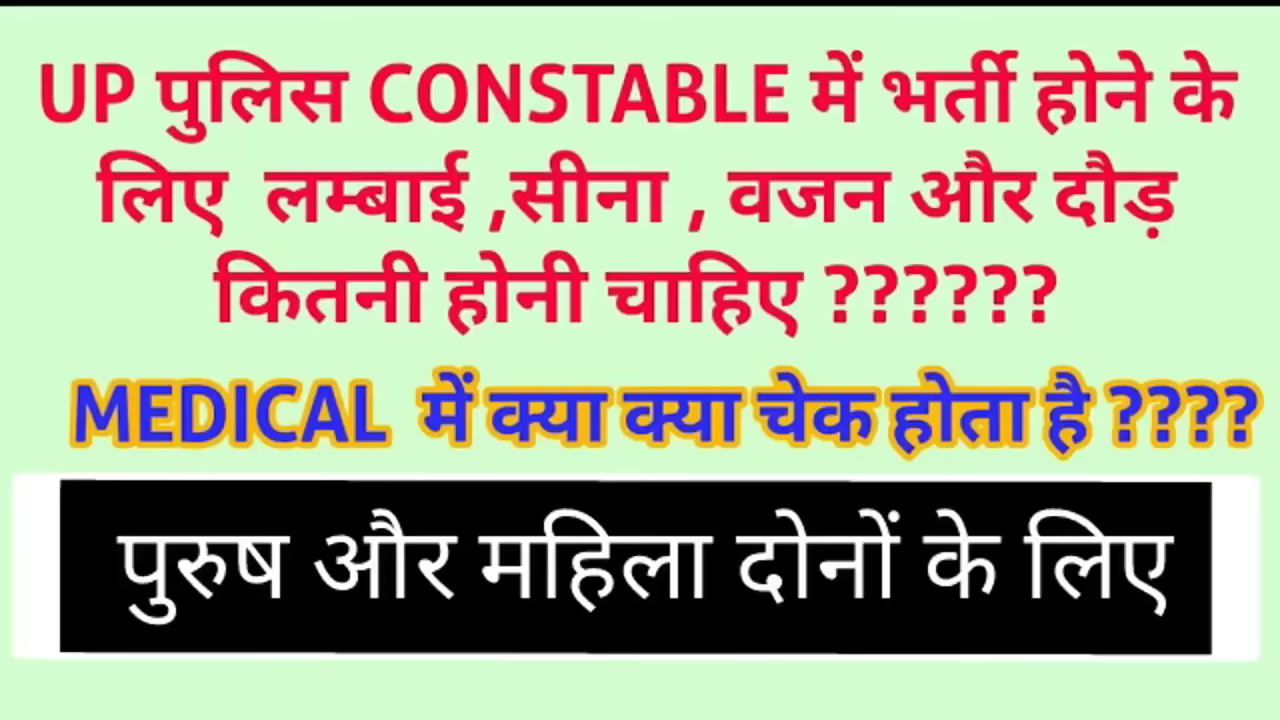 UP पुलिस CONSTABLE में भर्ती होने के
लिए लम्बाई ,सीना , वजन और दौड़
कितनी होनी चाहिए ??????
MEDICAL में क्या क्या चेक होता है ????
पुरुष और महिला दोनों के लिए